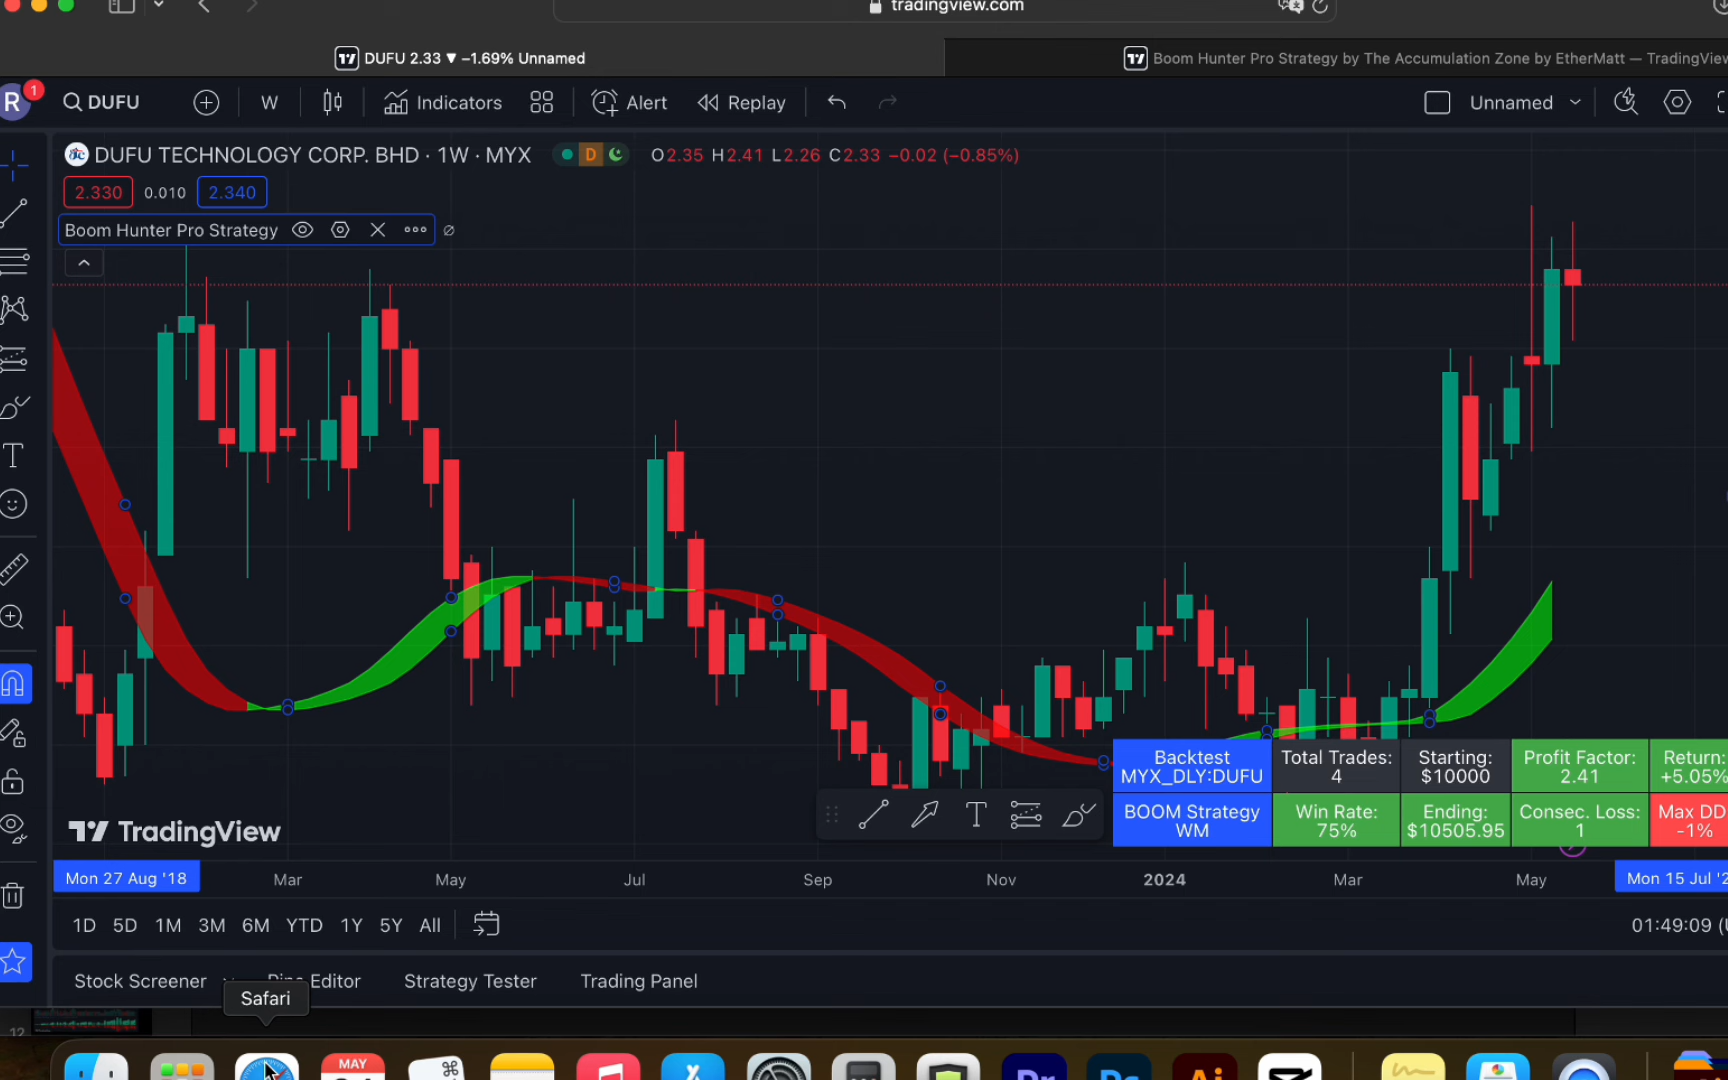 tradingview.com
DUFU 2.33 ▼ −1.69% Unnamed
Boom Hunter Pro Strategy by The Accumulation Zone by EtherMatt — TradingView
R 1 DUFU W Indicators Alert Replay Unnamed
DUFU TECHNOLOGY CORP. BHD · 1W · MYX D O2.35 H2.41 L2.26 C2.33 −0.02 (−0.85%)
2.330 0.010 2.340
Boom Hunter Pro Strategy
Backtest
MYX_DLY:DUFU
Total Trades:
4
Starting:
$10000
Profit Factor:
2.41
Return:
+5.05%
BOOM Strategy
WM
Win Rate:
75%
Ending:
$10505.95
Consec. Loss:
1
Max DD
-1%
TradingView
Mon 27 Aug '18 Mar May Jul Sep Nov 2024 Mar May Mon 15 Jul
1D 5D 1M 3M 6M YTD 1Y 5Y All
01:49:09
Stock Screener Editor Strategy Tester Trading Panel
Safari
12
MAY